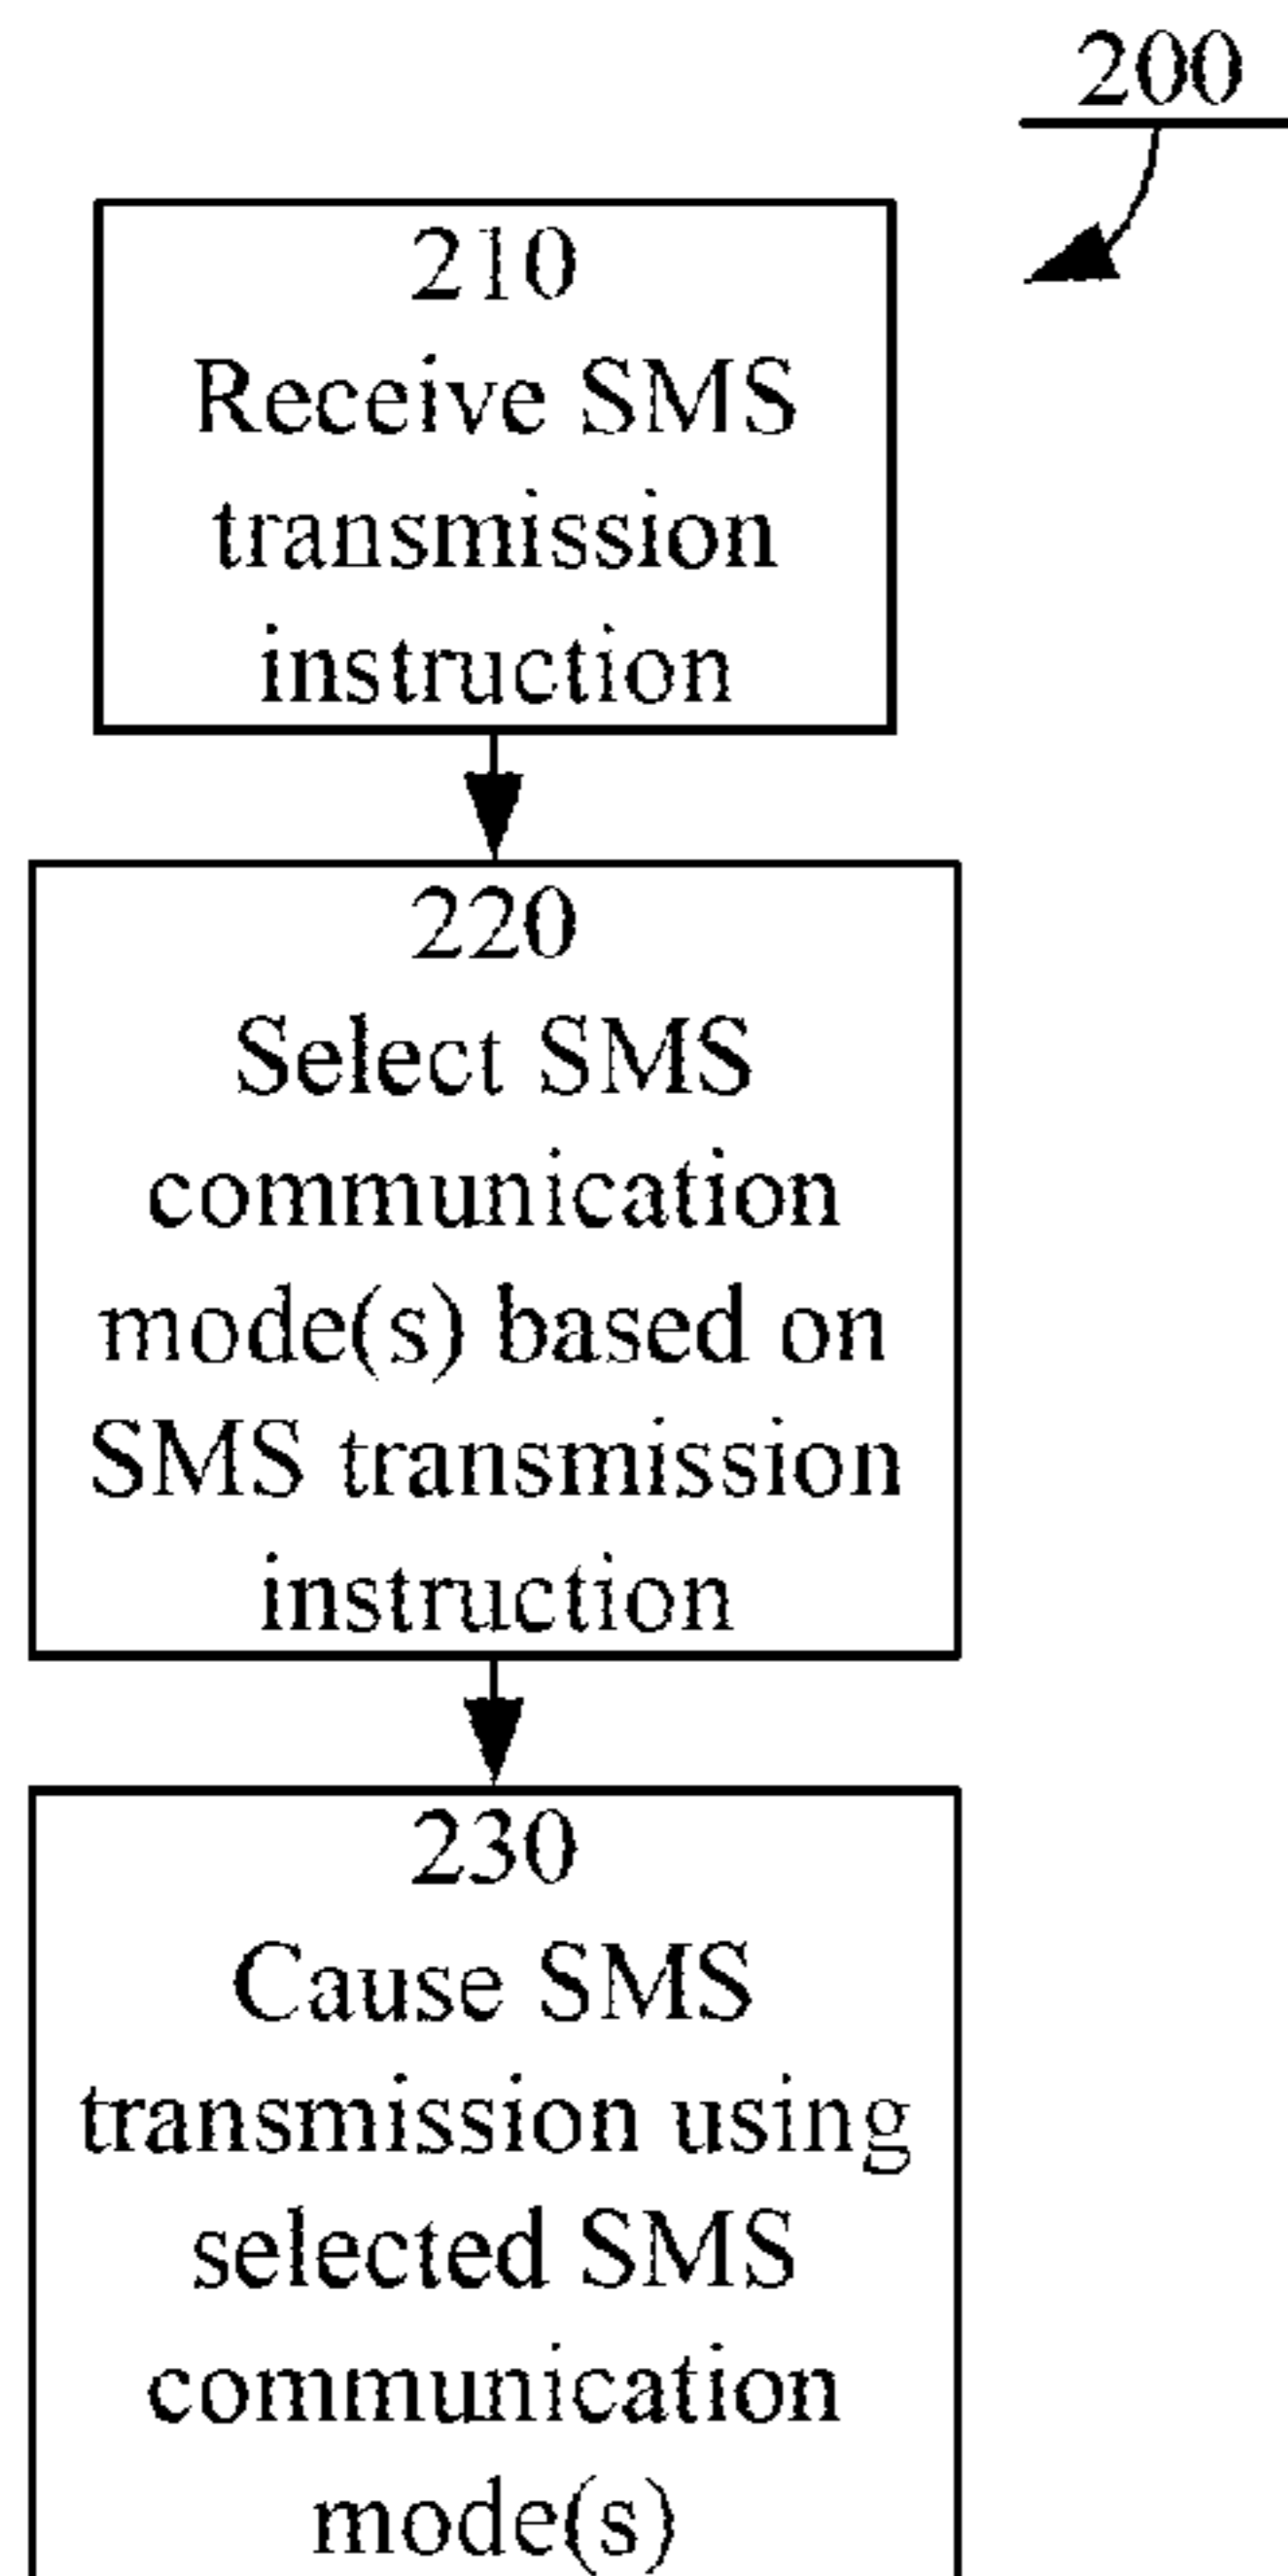 200
210
Receive SMS
transmission
instruction
220
Select SMS
communication
mode(s) based on
SMS transmission
instruction
230
Cause SMS
transmission using
selected SMS
communication
mode(s)